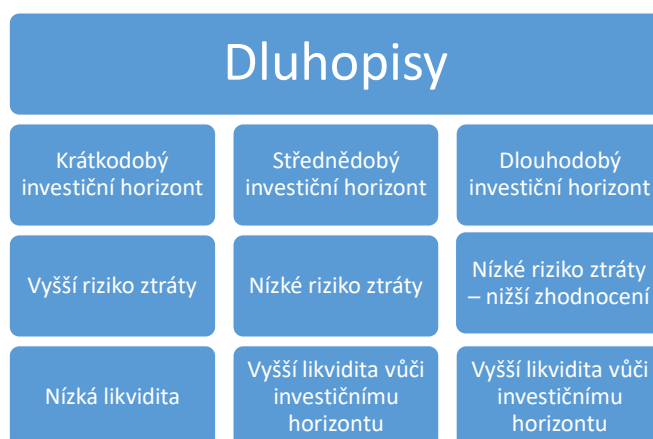 Dluhopisy
Krátkodobý
investiční horizont
Střednědobý
investiční horizont
Dlouhodobý
investiční horizont
Vyšší riziko ztráty
Nízké riziko ztráty
Nízké riziko ztráty
– nižší zhodnocení
Nízká likvidita
Vyšší likvidita vůči
investičnímu
horizontu
Vyšší likvidita vůči
investičnímu
horizontu